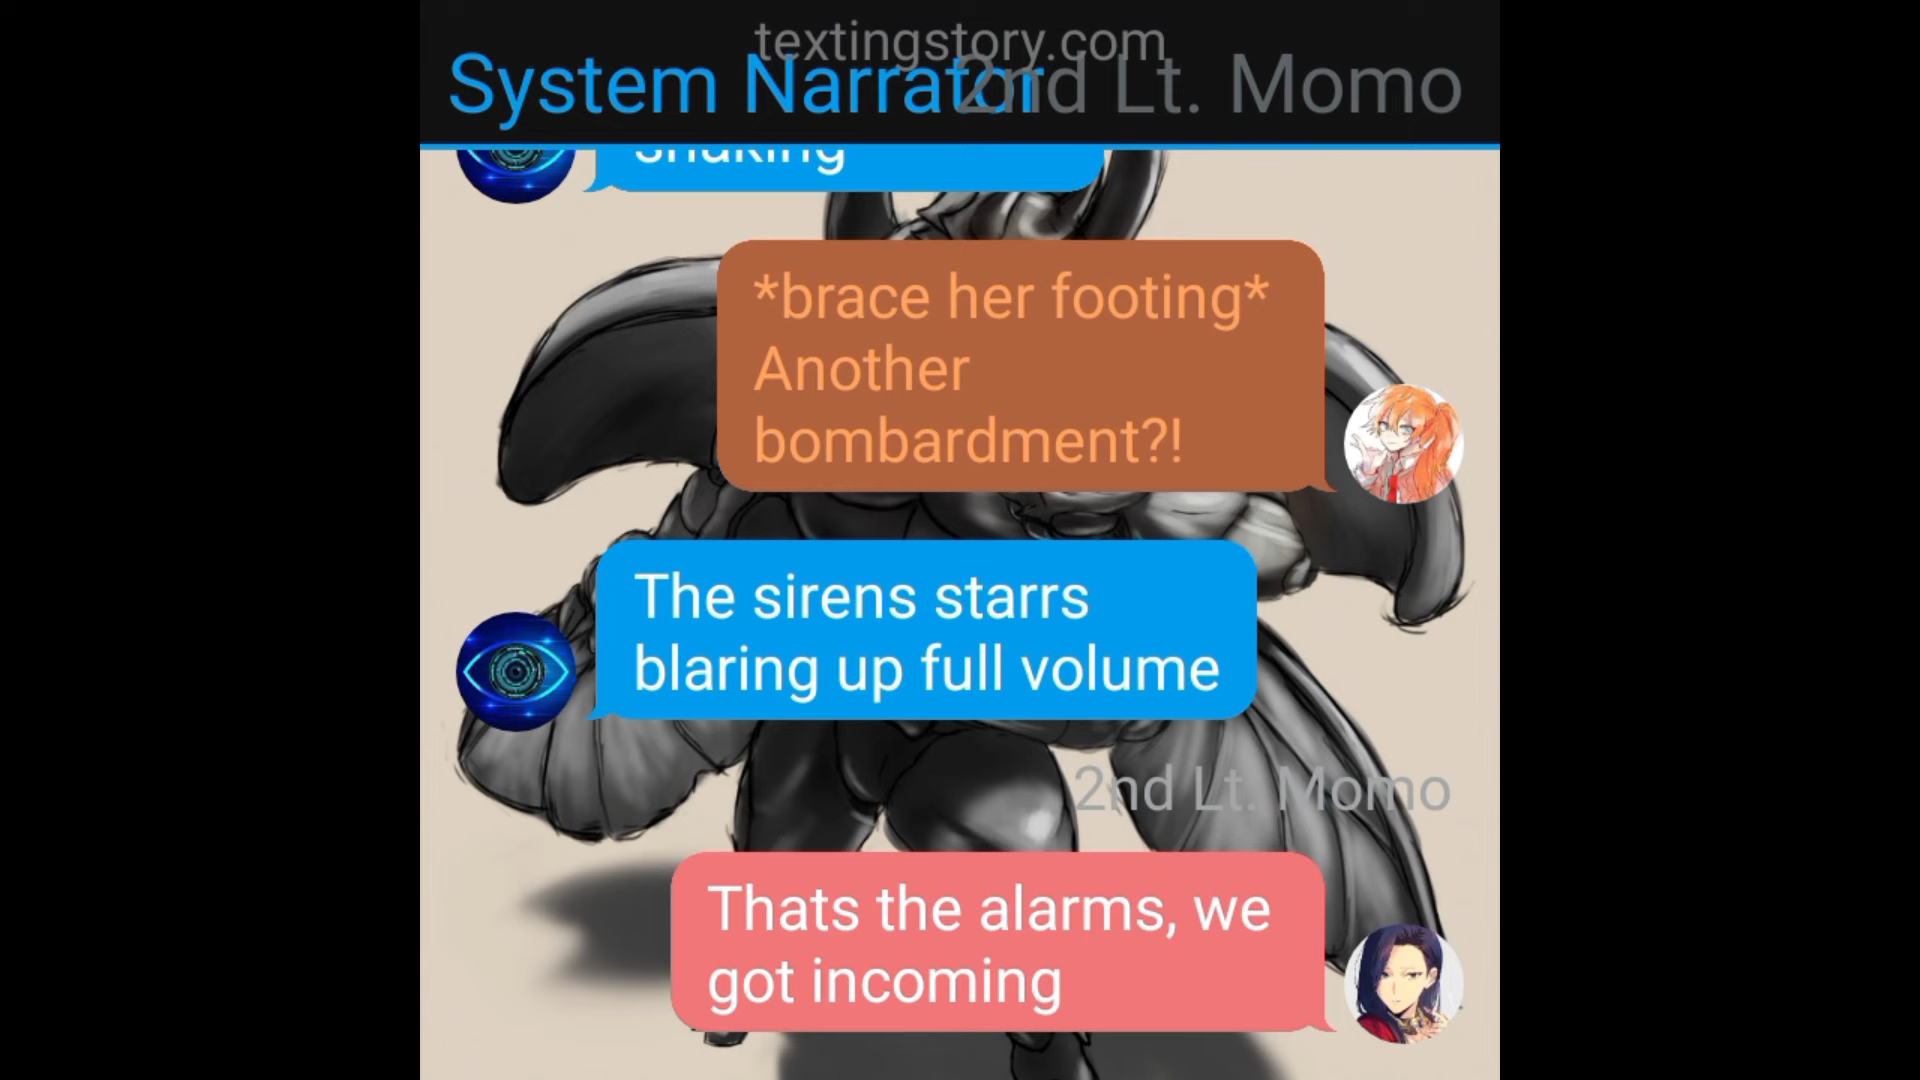 textingstory.com
System Narrator 2nd Lt. Momo
shaking
*brace her footing*
Another
bombardment?!
The sirens starrs
blaring up full volume
2nd Lt. Momo
Thats the alarms, we
got incoming